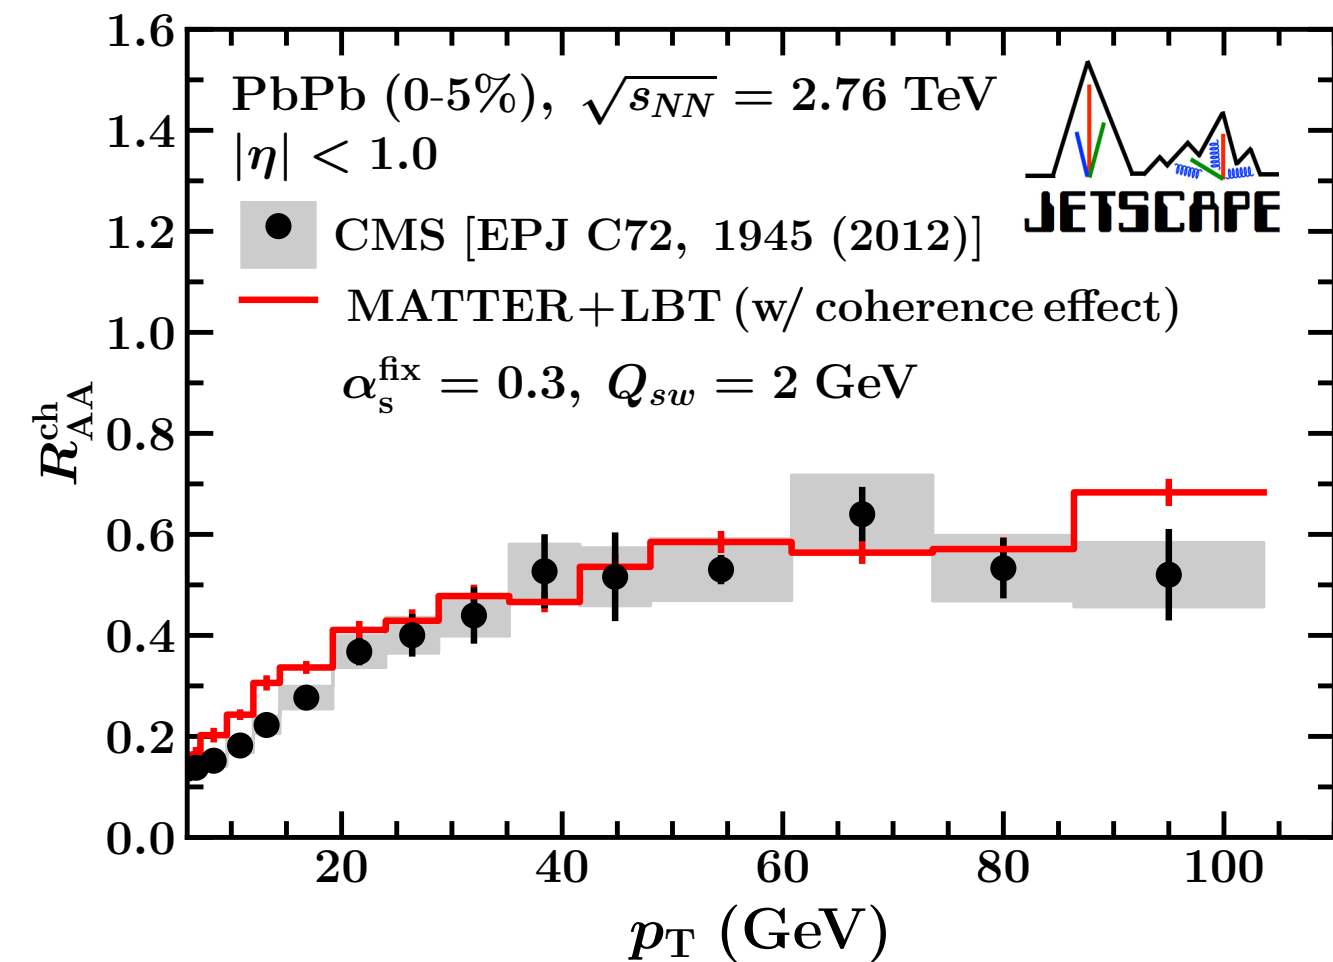 PbPb (0-5%), √s_NN = 2.76 TeV
|η| < 1.0
CMS [EPJ C72, 1945 (2012)]
MATTER+LBT (w/ coherence effect)
α_s^fix = 0.3, Q_sw = 2 GeV
JETSCAPE
R_AA^ch
1.6
1.4
1.2
1.0
0.8
0.6
0.4
0.2
0.0
20 40 60 80 100
p_T (GeV)